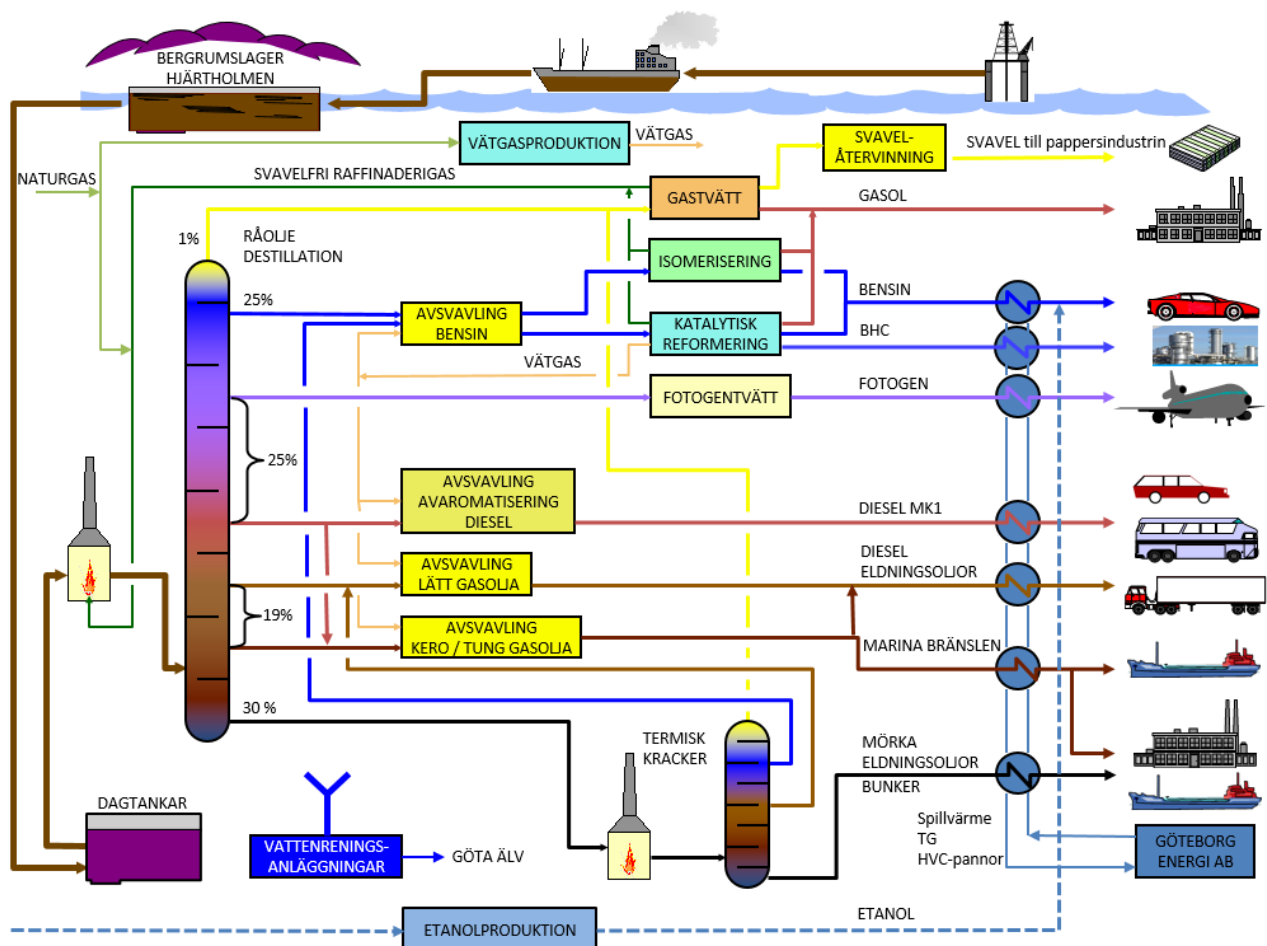 BERGRUMSLAGER
HJÄRTHOLMEN
VÄTGASPRODUKTION
VÄTGAS
SVAVEL-
ÅTERVINNING
SVAVEL till pappersindustrin
NATURGAS
SVAVELFRI RAFFINADERIGAS
GASTVÄTT
GASOL
1%
RÅOLJE
DESTILLATION
ISOMERISERING
25%
AVSVAVLING
BENSIN
KATALYTISK
REFORMERING
BENSIN
BHC
VÄTGAS
FOTOGENTVÄTT
FOTOGEN
25%
AVSVAVLING
AVAROMATISERING
DIESEL
DIESEL MK1
AVSVAVLING
LÄTT GASOLJA
DIESEL
ELDNINGSOLJOR
19%
AVSVAVLING
KERO / TUNG GASOLJA
MARINA BRÄNSLEN
30 %
TERMISK
KRACKER
MÖRKA
ELDNINGSOLJOR
BUNKER
DAGTANKAR
VATTENRENINGS-
ANLÄGGNINGAR
GÖTA ÄLV
Spillvärme
TG
HVC-pannor
GÖTEBORG
ENERGI AB
ETANOLPRODUKTION
ETANOL